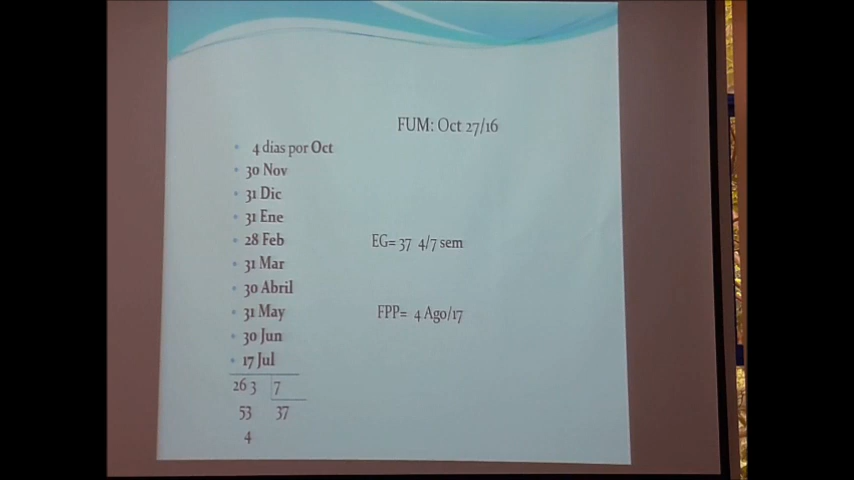 FUM: Oct 27/16
4 dias por Oct
30 Nov
31 Dic
31 Ene
28 Feb
EG= 37 4/7 sem
31 Mar
30 Abril
31 May
FPP= 4 Ago/17
30 Jun
17 Jul
263 7
53 37
4